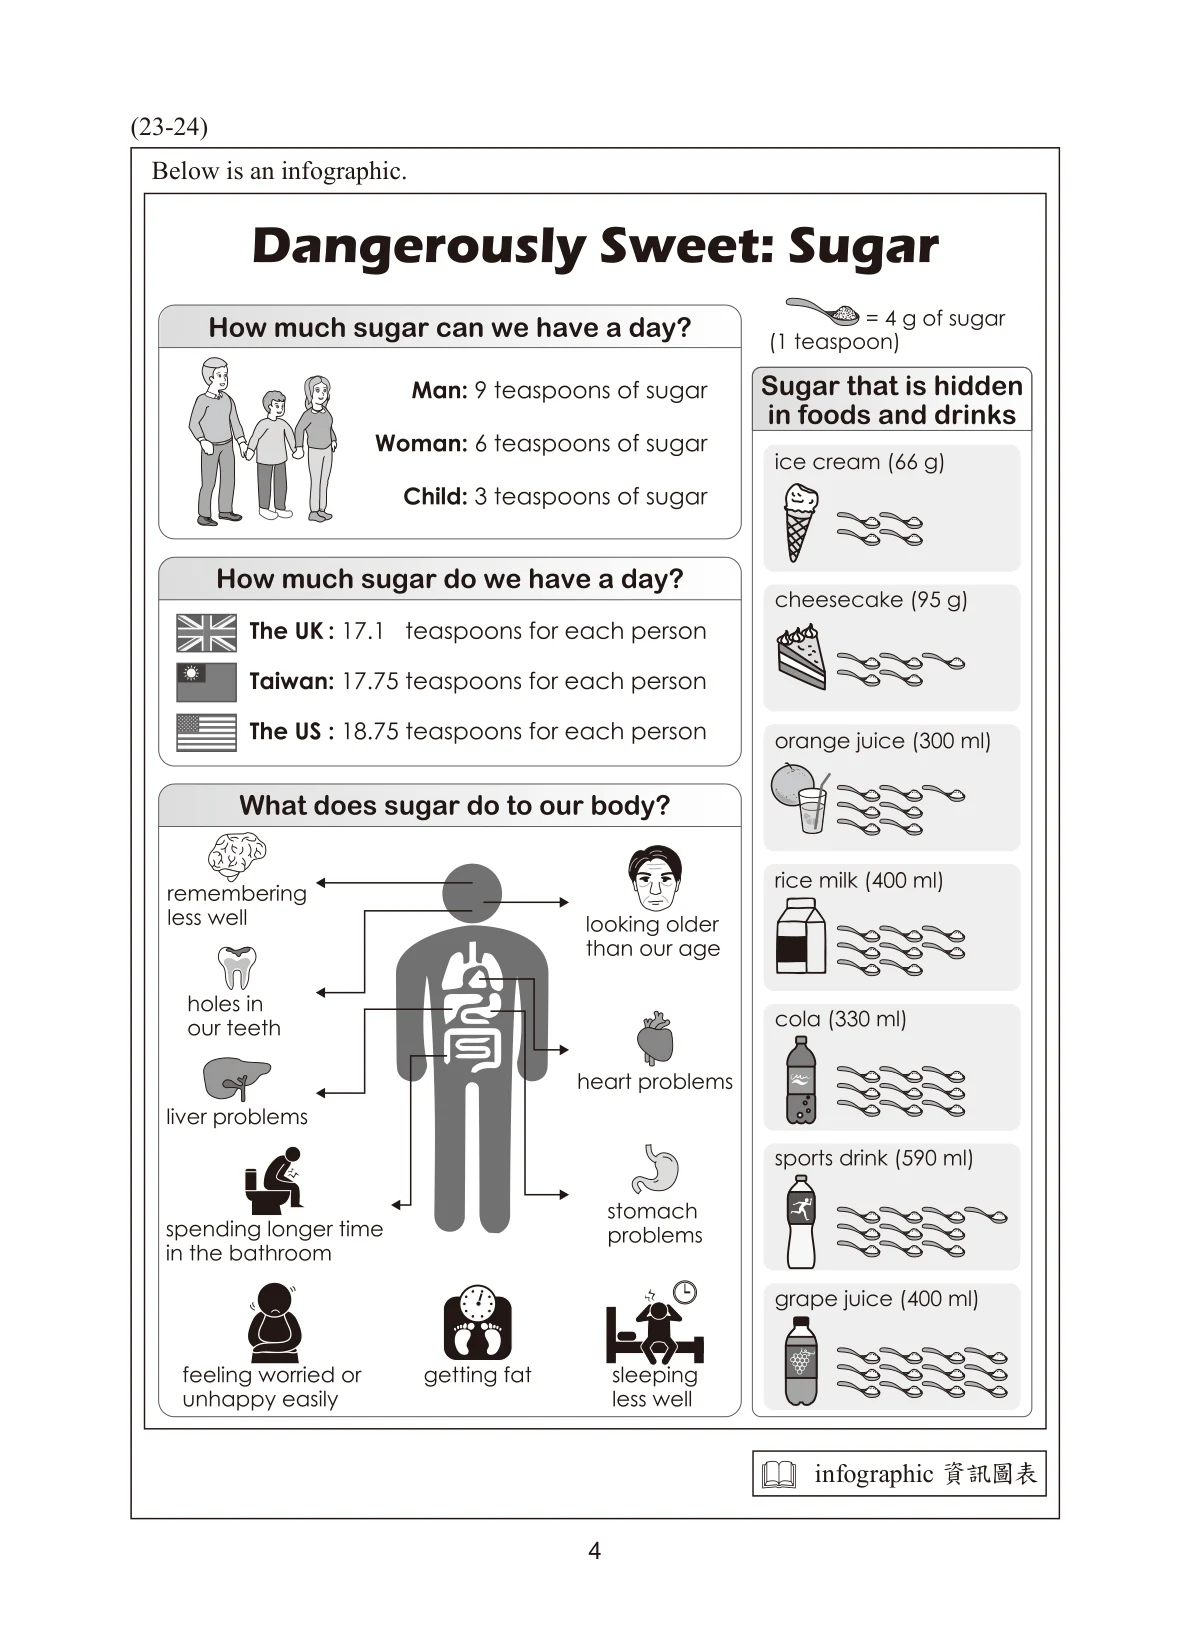 (23-24)
Below is an infographic.
Dangerously Sweet: Sugar
How much sugar can we have a day?
Man: 9 teaspoons of sugar
Woman: 6 teaspoons of sugar
Child: 3 teaspoons of sugar
How much sugar do we have a day?
The UK : 17.1 teaspoons for each person
Taiwan: 17.75 teaspoons for each person
The US : 18.75 teaspoons for each person
What does sugar do to our body?
remembering
less well
holes in
our teeth
liver problems
spending longer time
in the bathroom
looking older
than our age
heart problems
stomach
problems
feeling worried or
unhappy easily
getting fat
sleeping
less well
= 4 g of sugar
(1 teaspoon)
Sugar that is hidden
in foods and drinks
ice cream (66 g)
cheesecake (95 g)
orange juice (300 ml)
rice milk (400 ml)
cola (330 ml)
sports drink (590 ml)
grape juice (400 ml)
infographic 資訊圖表
4